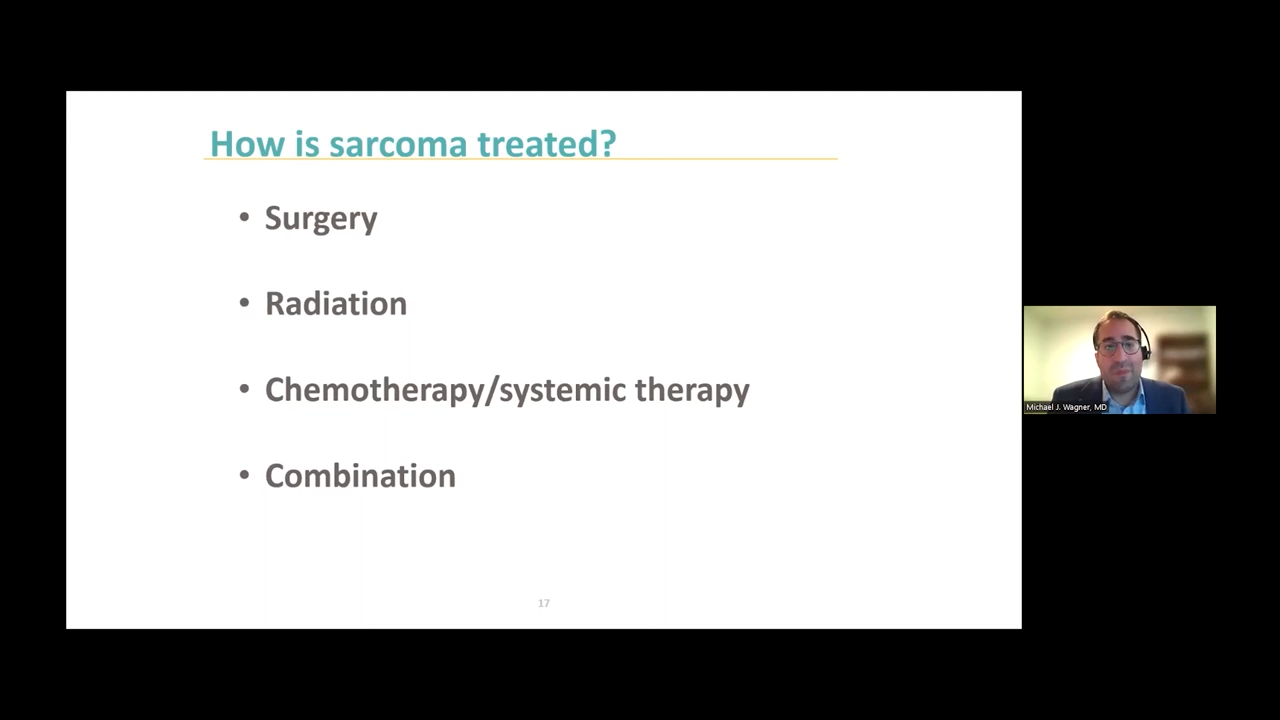 How is sarcoma treated?
• Surgery
• Radiation
• Chemotherapy/systemic therapy
• Combination
17
Michael J. Wagner, MD